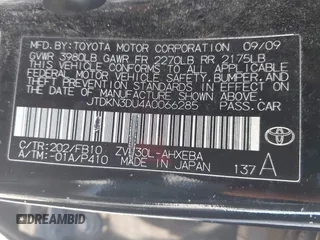 MFD.BY:TOYOTA MOTOR CORPORATION 09/09
GVWR 3980LB GAWR FR 2270LB RR 2175LB
THIS VEHICLE CONFORMS TO ALL APPLICABLE
FEDERAL MOTOR VEHICLE SAFETY, BUMPER, AND
THEFT PREVENTION STANDARDS IN EFFECT ON
THE DATE OF MANUFACTURE SHOWN ABOVE.
JTDKN3DU4A0066285 PASS. CAR
C/TR:202/FB10 ZVW30L-AHXEBA
A/TM:-01A/P410 MADE IN JAPAN 137A
TOYOTA
DREAMBID